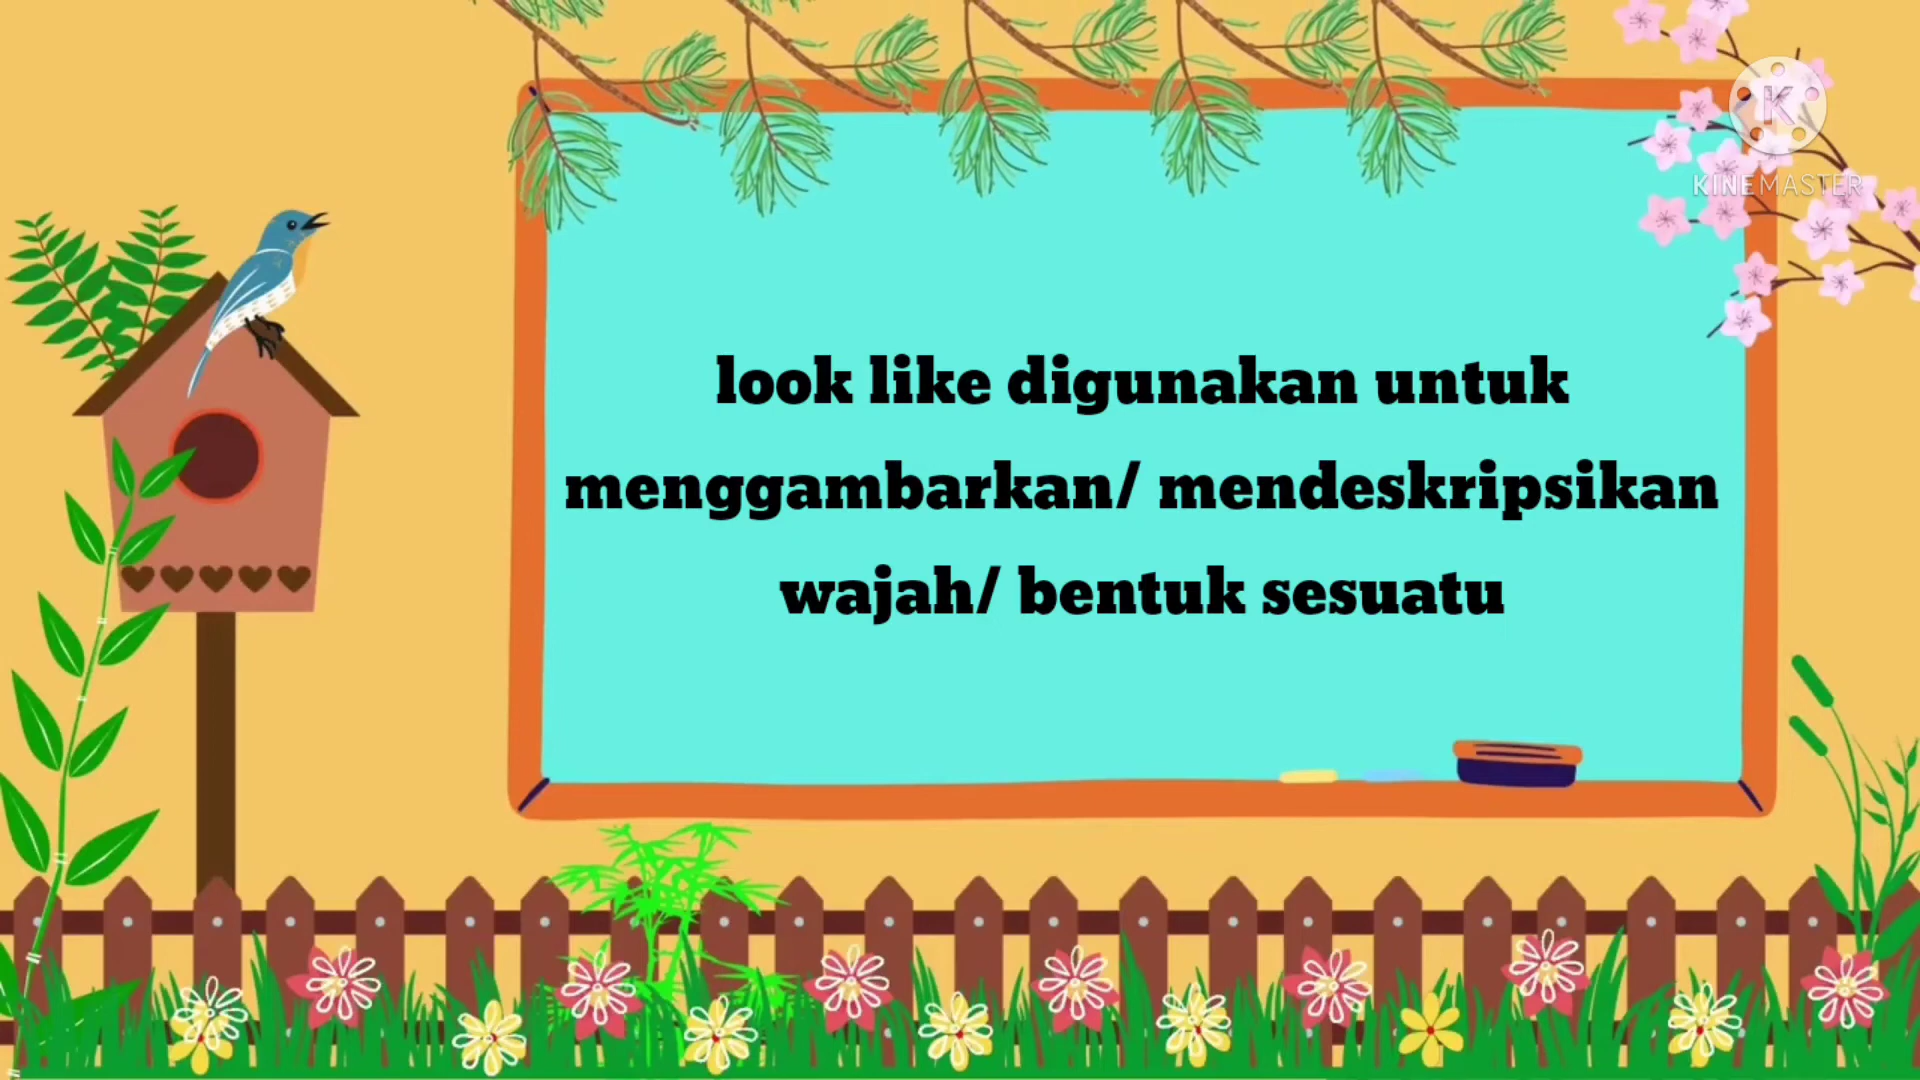 K
KINEMASTER
look like digunakan untuk
menggambarkan/ mendeskripsikan
wajah/ bentuk sesuatu